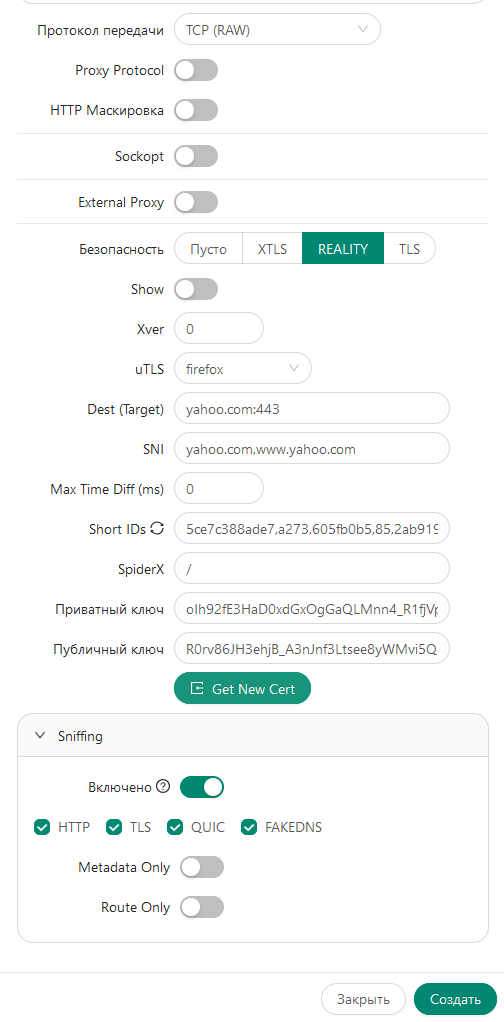 Протокол передачи TCP (RAW)
Proxy Protocol
HTTP Маскировка
Sockopt
External Proxy
Безопасность Пусто XTLS REALITY TLS
Show
Xver 0
uTLS firefox
Dest (Target) yahoo.com:443
SNI yahoo.com,www.yahoo.com
Max Time Diff (ms) 0
Short IDs 5ce7c388ade7,a273,605fb0b5,85,2ab919
SpiderX /
Приватный ключ
Публичный ключ
Get New Cert
Sniffing
Включено
HTTP TLS QUIC FAKEDNS
Metadata Only
Route Only
Закрыть Создать